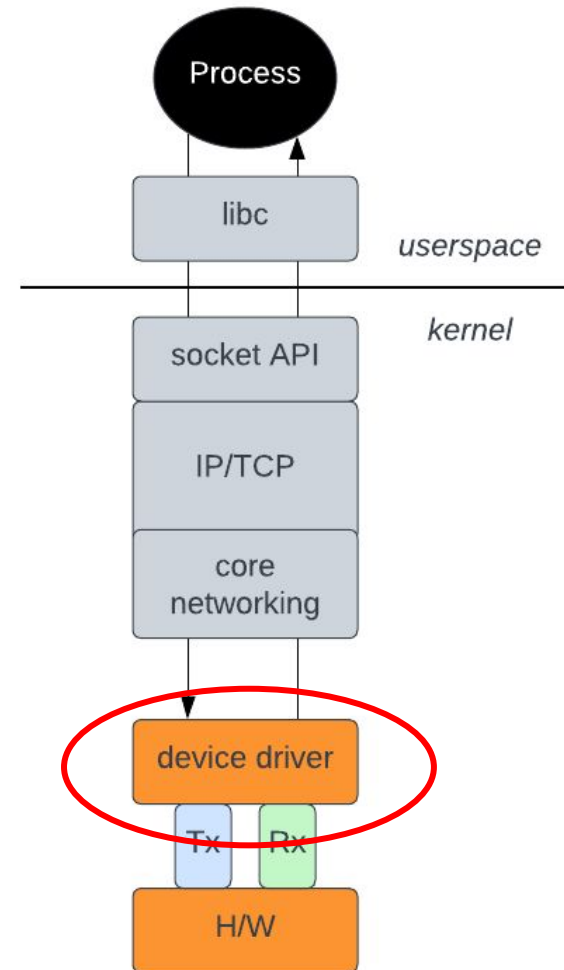 Process
libc
userspace
kernel
socket API
IP/TCP
core
networking
device driver
Tx
Rx
H/W